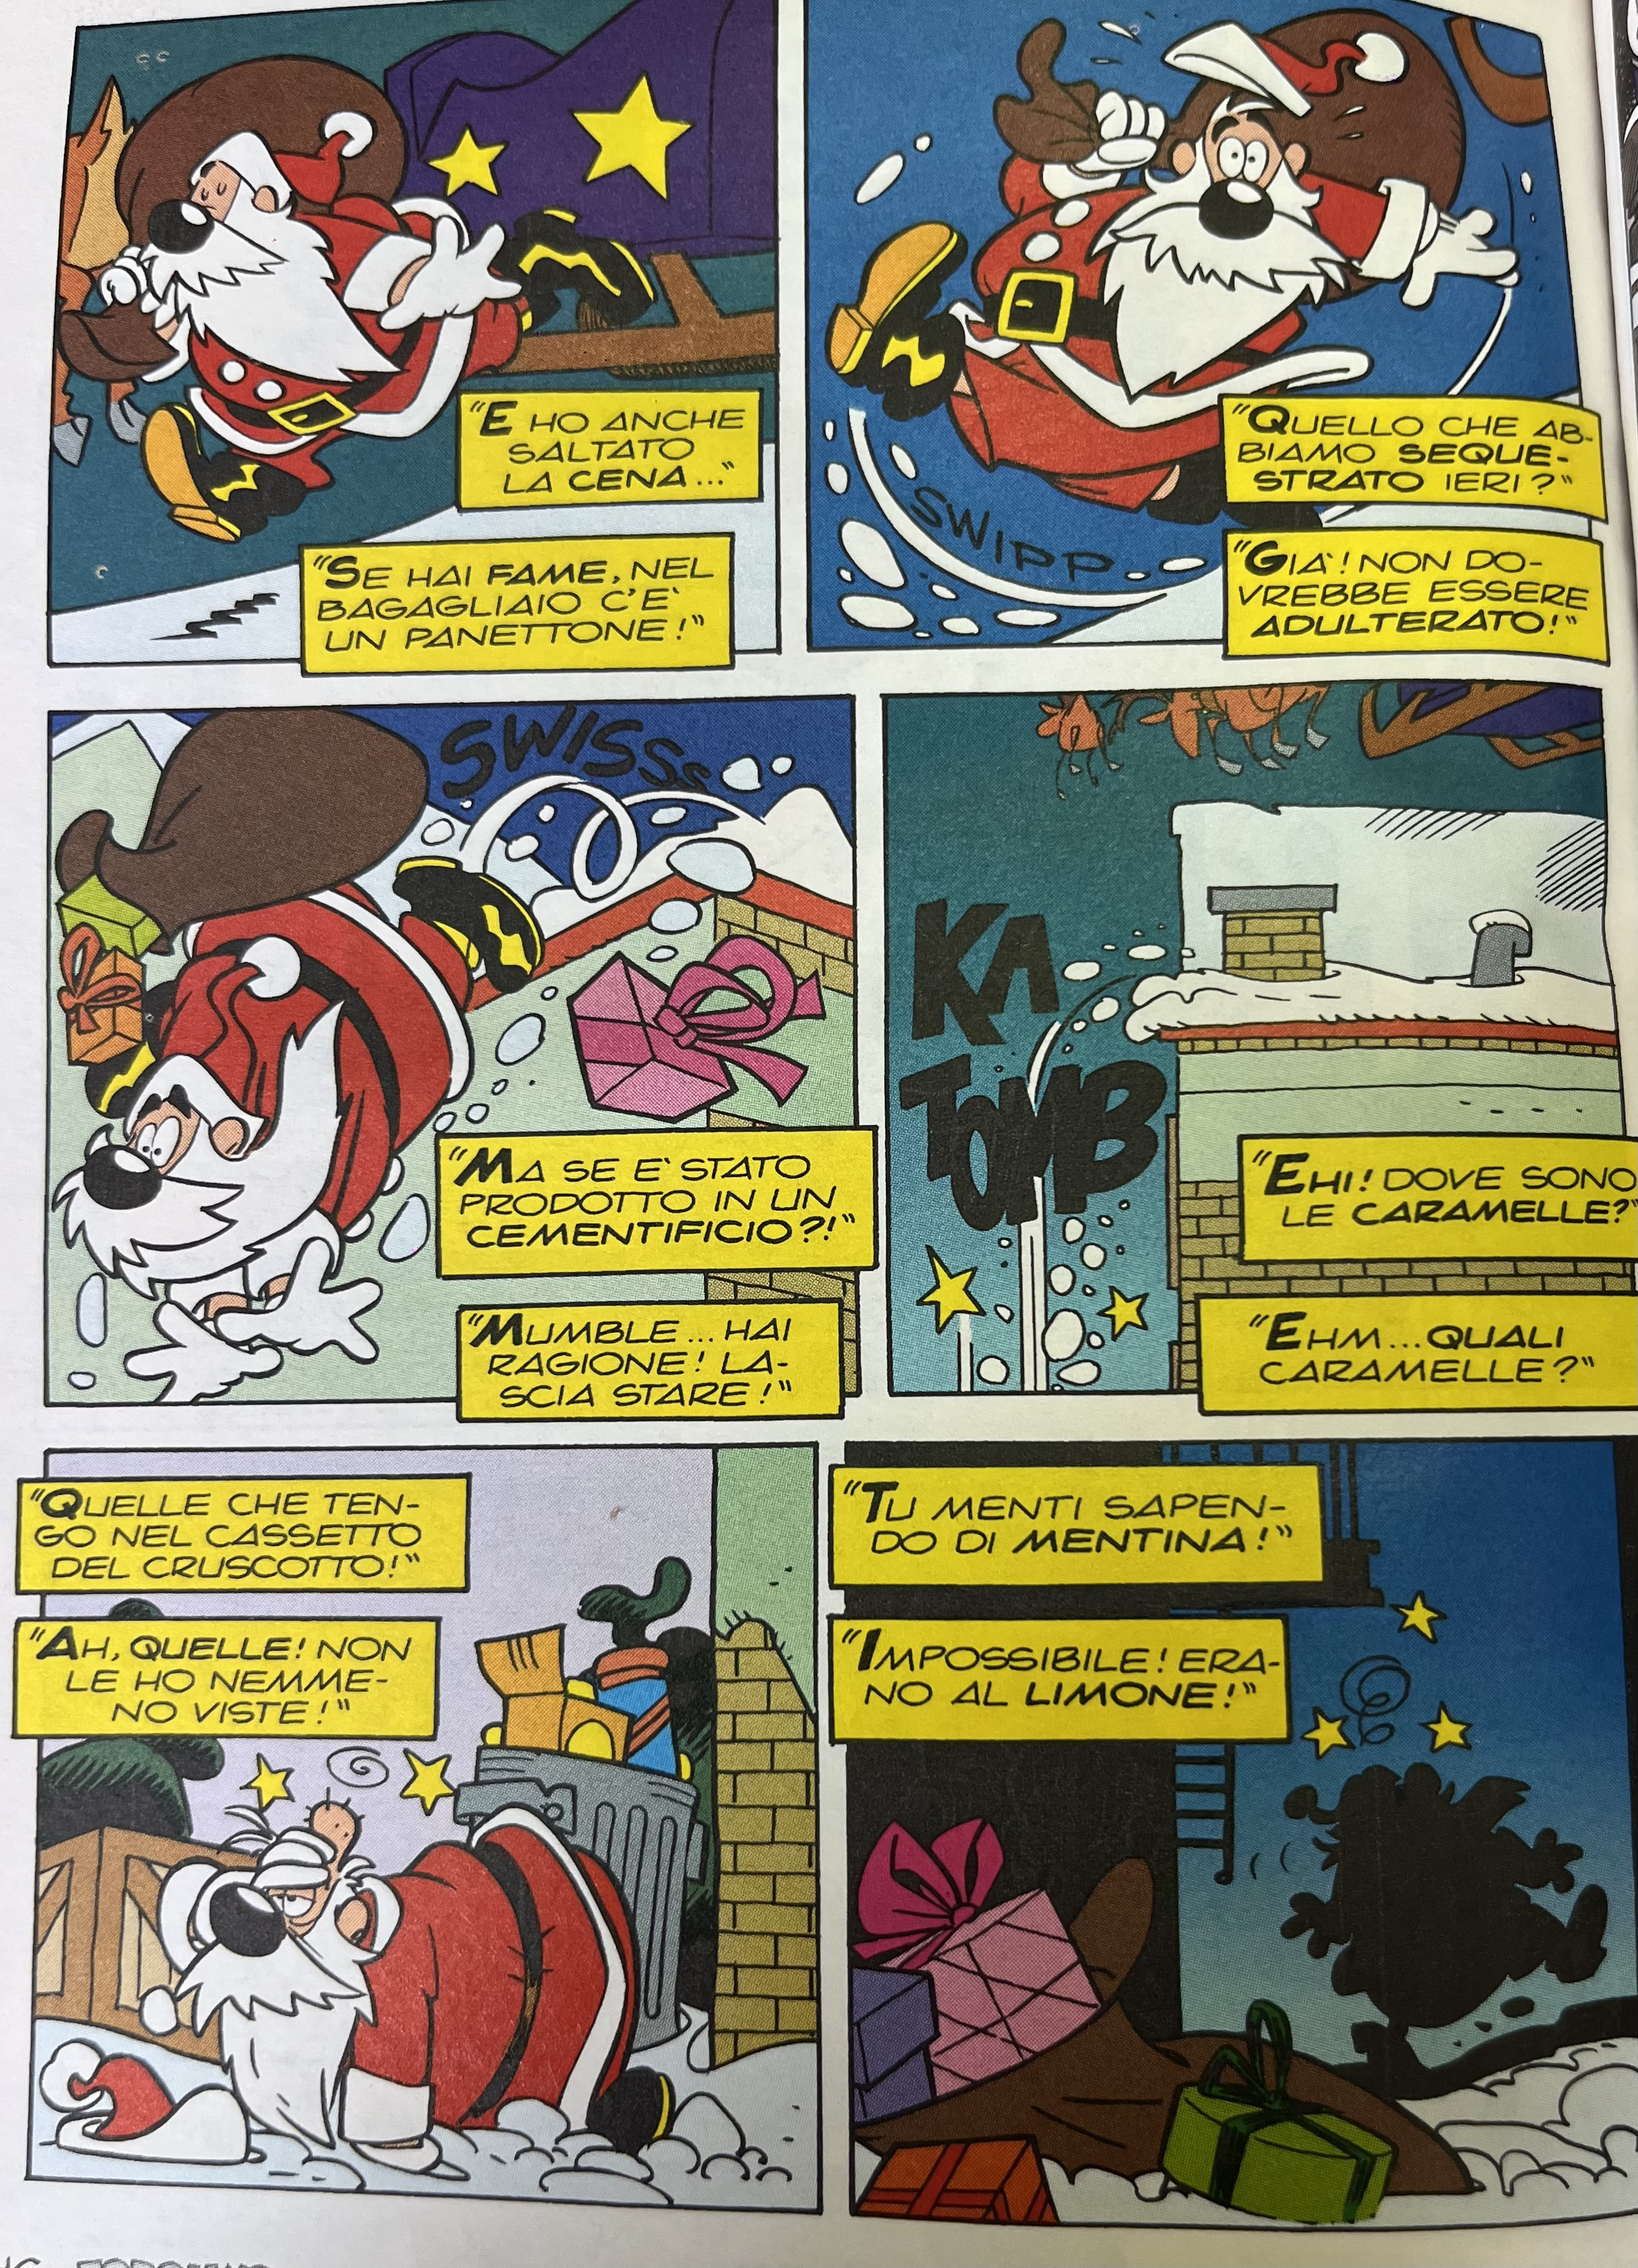 "E HO ANCHE
SALTATO
LA CENA..."
"SE HAI FAME, NEL
BAGAGLIAIO C'E'
UN PANETTONE!"
"QUELLO CHE AB-
BIAMO SEQUE-
STRATO IERI?"
"GIA'! NON DO-
VREBBE ESSERE
ADULTERATO!"
SWIPP
SWISSS
"MA SE E' STATO
PRODOTTO IN UN
CEMENTIFICIO?!"
"MUMBLE... HAI
RAGIONE! LA-
SCIA STARE!"
KA
TOMB
"EHI! DOVE SONO
LE CARAMELLE?"
"EHM... QUALI
CARAMELLE?"
"QUELLE CHE TEN-
GO NEL CASSETTO
DEL CRUSCOTTO!"
"AH, QUELLE! NON
LE HO NEMME-
NO VISTE!"
"TU MENTI SAPEN-
DO DI MENTINA!"
"IMPOSSIBILE! ERA-
NO AL LIMONE!"